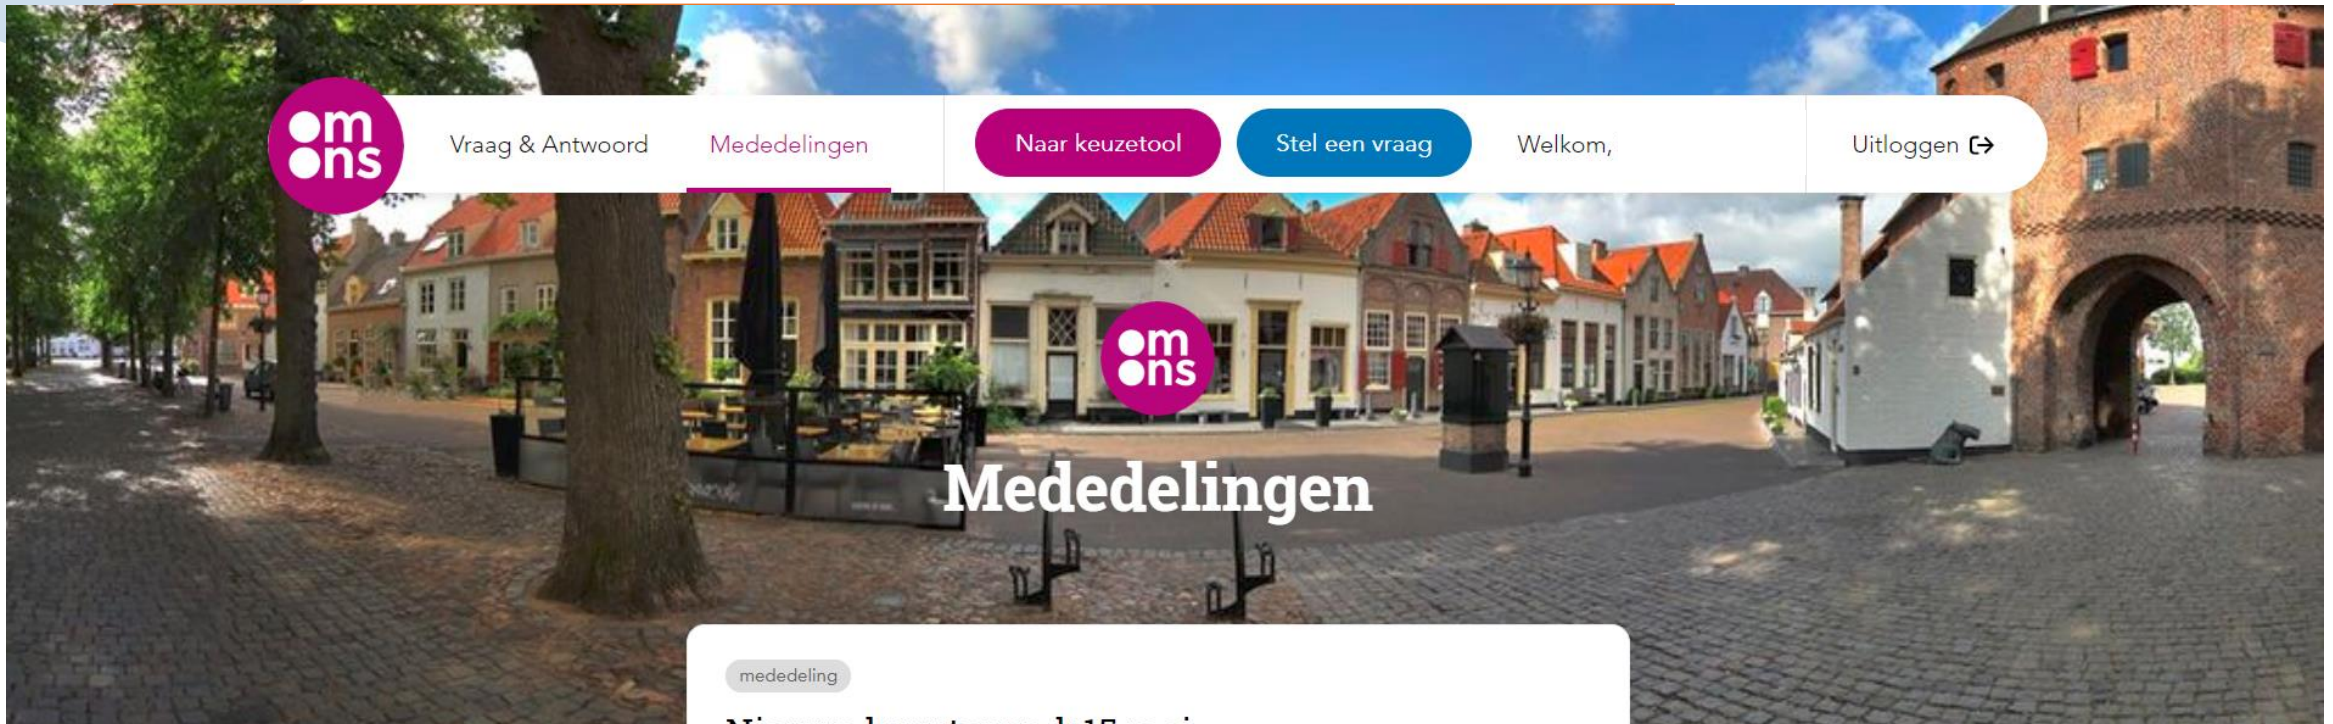 om
ons
Vraag & Antwoord
Mededelingen
Naar keuzetool
Stel een vraag
Welkom,
Uitloggen
om
ons
Mededelingen
mededeling